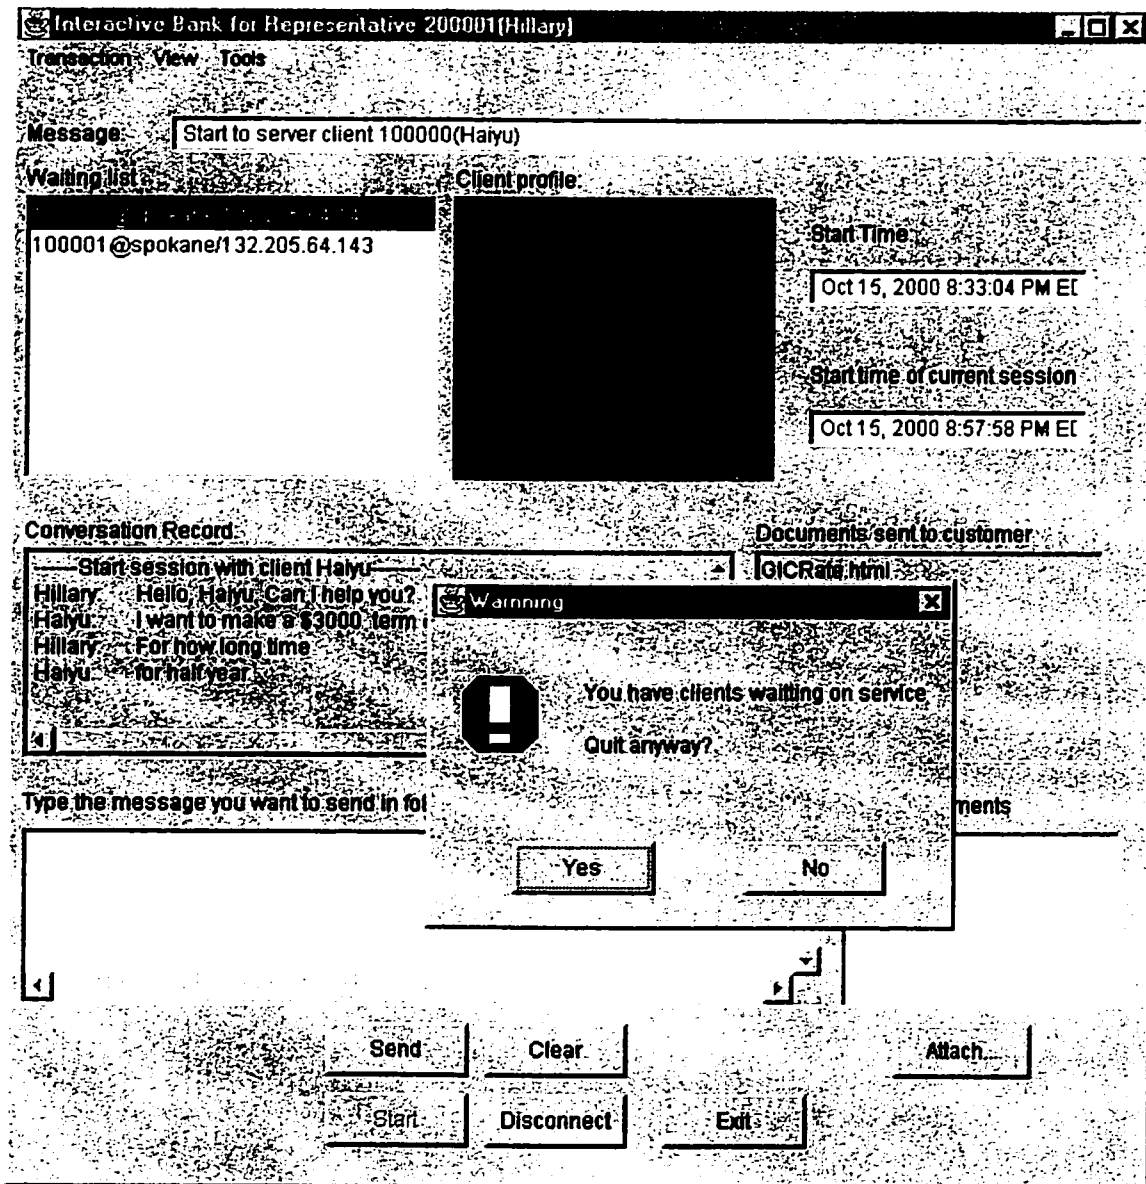 Interactive Bank for Representative 200001(Hillary)
Transaction View Tools
Message: Start to server client 100000(Haiyu)
Waiting list Client profile:
100001@spokane/132.205.64.143
Start Time
Oct 15, 2000 8:33:04 PM
Start time of current session
Oct 15, 2000 8:57:58 PM
Conversation Record: Documents sent to customer
Start session with client Haiyu
GICRate.html
Hillary: Hello, Haiyu, Can I help you?
Haiyu: I want to make a $3000, term
Hillary: For how long time
Haiyu: for half year
Warnning
You have clients waitting on service
Quit anyway?
Yes No
Type the message you want to send in
Send Clear Attach...
Start Disconnect Exit